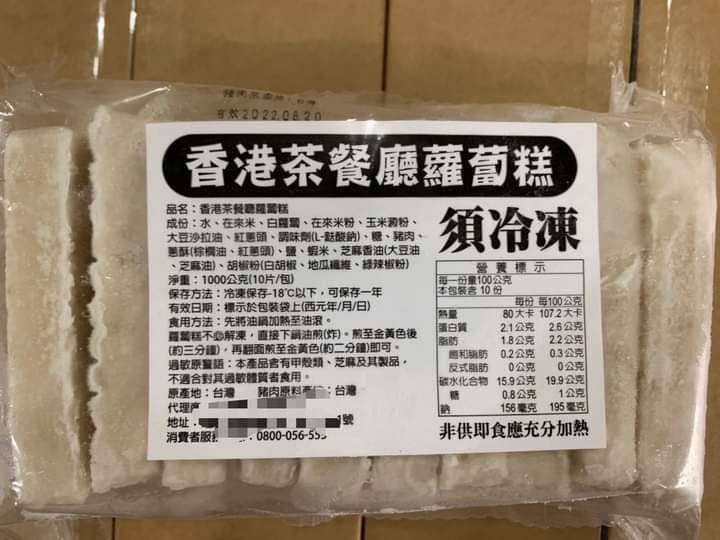 豬肉原產地:台灣
有效2022.08.20
香港茶餐廳蘿蔔糕
品名：香港茶餐廳蘿蔔糕
成份：水、在來米、白蘿蔔、在來米粉、玉米澱粉、
大豆沙拉油、紅蔥頭、調味劑(L-麩酸鈉)、糖、豬肉、
蔥酥(棕櫚油、紅蔥頭)、鹽、蝦米、芝麻香油(大豆油
、芝麻油)、胡椒粉(白胡椒、地瓜纖維、綠辣椒粉)
淨重：1000公克(10片/包)
保存方法：冷凍保存-18℃以下，可保存一年
有效日期：標示於包裝袋上(西元年/月/日)
食用方法：先將油鍋加熱至油滾。
蘿蔔糕不必解凍，直接下鍋油煎(炸)。煎至金黃色後
(約三分鐘)，再翻面煎至金黃色(約二分鐘)即可。
過敏原警語：本產品含有甲殼類、芝麻及其製品，
不適合對其過敏體質者食用。
原產地：台灣 豬肉原料產地：台灣
代理商
地址： 號
消費者服 ：0800-056-555
須冷凍
營養標示
每一份量100公克
本包裝含 10 份
每份 每100公克
熱量 80大卡 107.2大卡
蛋白質 2.1公克 2.6公克
脂肪 1.8公克 2.2公克
飽和脂肪 0.2公克 0.3公克
反式脂肪 0公克 0公克
碳水化合物 15.9公克 19.9公克
糖 0.8公克 1公克
鈉 156毫克 195毫克
非供即食應充分加熱